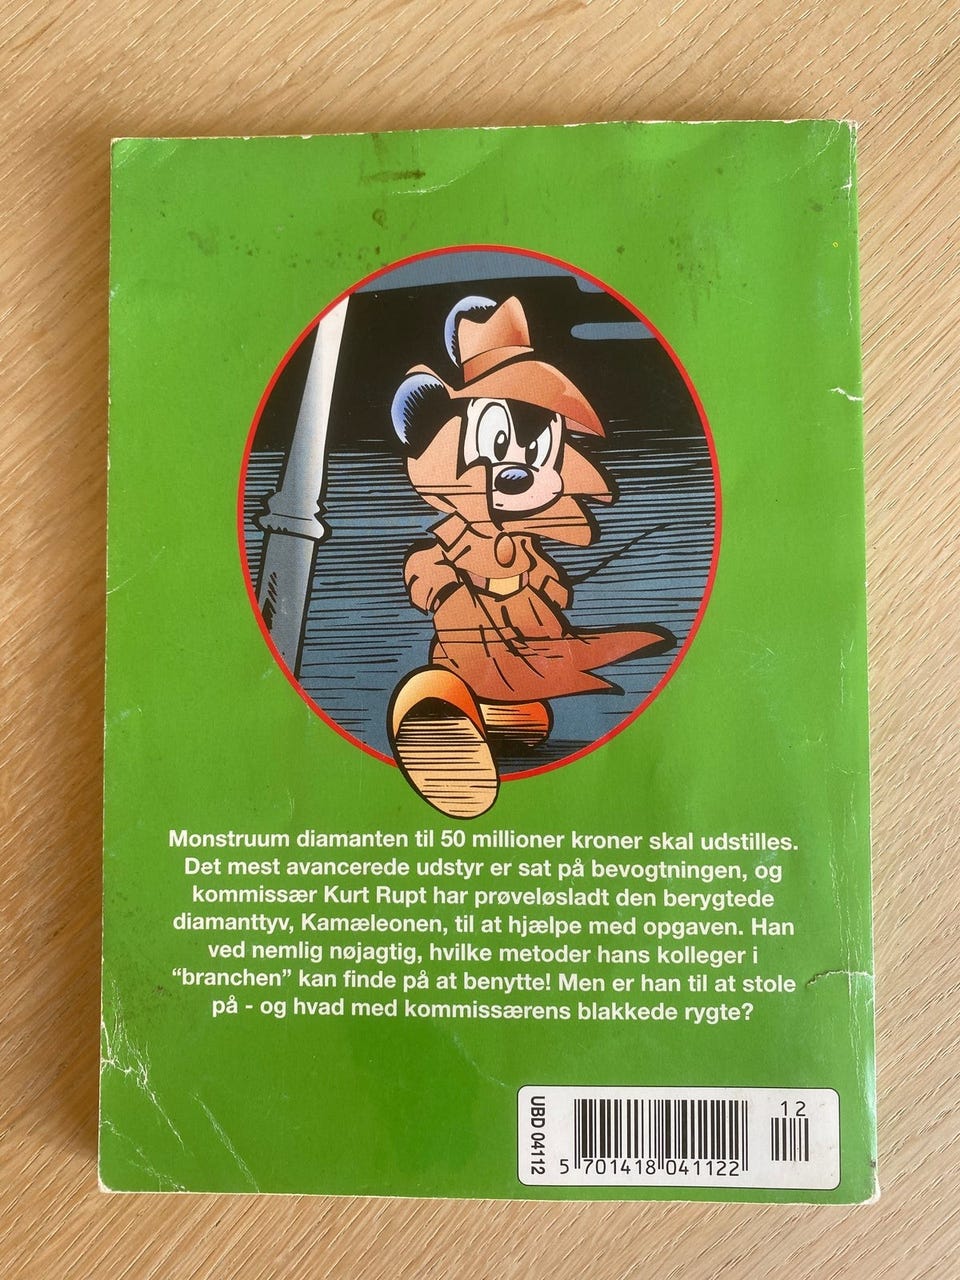 Monstruum diamanten til 50 millioner kroner skal udstilles.
Det mest avancerede udstyr er sat på bevogtningen, og
kommissær Kurt Rupt har prøveløsladt den berygtede
diamanttyv, Kamæleonen, til at hjælpe med opgaven. Han
ved nemlig nøjagtig, hvilke metoder hans kolleger i
“branchen” kan finde på at benytte! Men er han til at stole
på - og hvad med kommissærens blakkede rygte?
UBD 04112
12
5 701418 041122